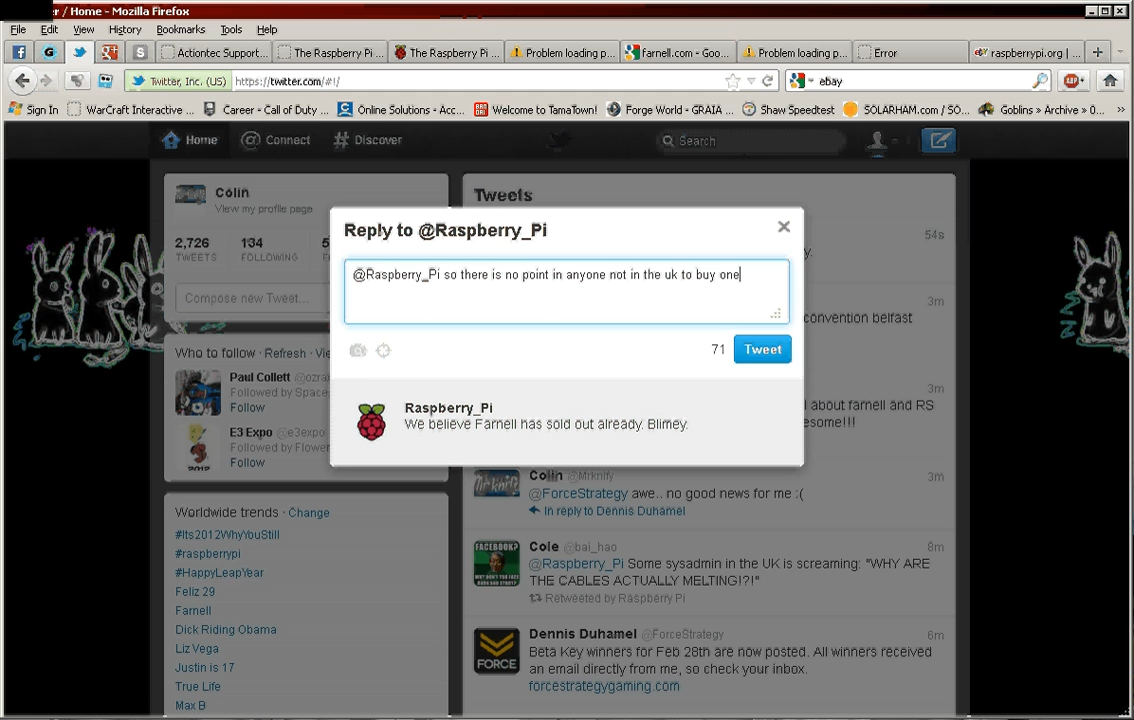 r / Home - Mozilla Firefox
File Edit View History Bookmarks Tools Help
Actiontec Support... The Raspberry Pi ... The Raspberry Pi ... Problem loading p... farnell.com - Goo... Problem loading p... Error raspberrypi.org | ...
Twitter, Inc. (US) https://twitter.com/#!/ ebay
Sign In WarCraft Interactive ... Career - Call of Duty ... Online Solutions - Acc... Welcome to TamaTown! Forge World - GRAIA ... Shaw Speedtest SOLARHAM.com / SO... Goblins > Archive > 0...
Home @ Connect # Discover Search
Colin
View my profile page
2,726 134
TWEETS FOLLOWING
Compose new Tweet...
Who to follow · Refresh · Vie
Paul Collett @ozra
Followed by Space
Follow
E3 Expo @e3expo
Followed by Flower
Follow
Worldwide trends · Change
#Its2012WhyYouStill
#raspberrypi
#HappyLeapYear
Feliz 29
Farnell
Dick Riding Obama
Liz Vega
Justin is 17
True Life
Max B
Reply to @Raspberry_Pi
@Raspberry_Pi so there is no point in anyone not in the uk to buy one
71 Tweet
Raspberry_Pi
We believe Farnell has sold out already. Blimey.
Tweets
54s
y.
3m
convention belfast
3m
l about farnell and RS
esome!!!
Colin @Mrknify 3m
@ForceStrategy awe.. no good news for me :(
In reply to Dennis Duhamel
Cole @bai_hao 8m
@Raspberry_Pi Some sysadmin in the UK is screaming: "WHY ARE
THE CABLES ACTUALLY MELTING!?!"
Retweeted by Raspberry Pi
Dennis Duhamel @ForceStrategy 6m
Beta Key winners for Feb 28th are now posted. All winners received
an email directly from me, so check your inbox.
forcestrategygaming.com
FORCE